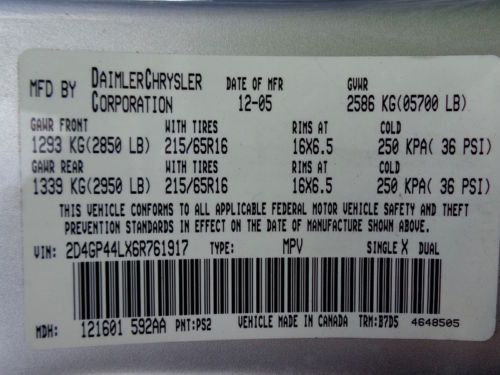 MFD BY DAIMLERCHRYSLER CORPORATION DATE OF MFR 12-05 GVWR 2586 KG(05700 LB)
GAWR FRONT WITH TIRES RIMS AT COLD
1293 KG(2850 LB) 215/65R16 16X6.5 250 KPA( 36 PSI)
GAWR REAR WITH TIRES RIMS AT COLD
1339 KG(2950 LB) 215/65R16 16X6.5 250 KPA( 36 PSI)
THIS VEHICLE CONFORMS TO ALL APPLICABLE FEDERAL MOTOR VEHICLE SAFETY AND THEFT
PREVENTION STANDARDS IN EFFECT ON THE DATE OF MANUFACTURE SHOWN ABOVE.
VIN: 2D4GP44LX6R761917 TYPE: MPV SINGLE X DUAL
MDH: 121601 592AA PNT:PS2 VEHICLE MADE IN CANADA TRM:B7D5 4648505